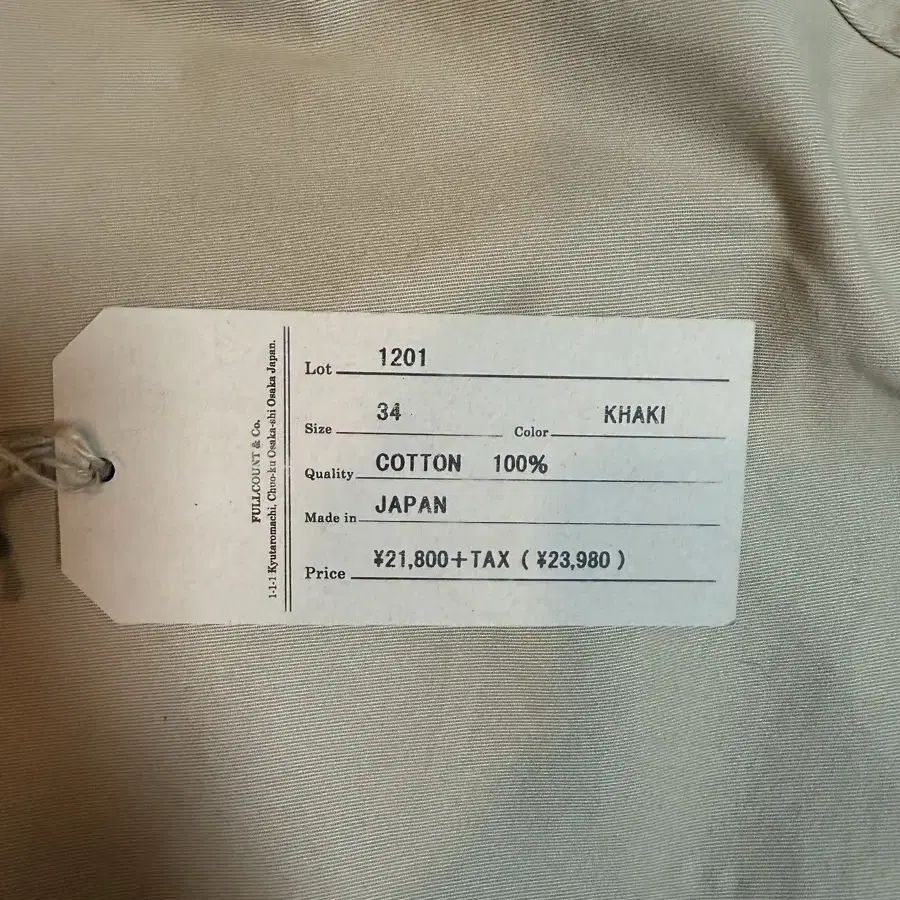 FULLCOUNT & Co.
1-1-1 Kyutaromachi, Chuo-ku Osaka-shi Osaka Japan.
Lot 1201
Size 34 Color KHAKI
Quality COTTON 100%
Made in JAPAN
Price ¥21,800+TAX ( ¥23,980 )